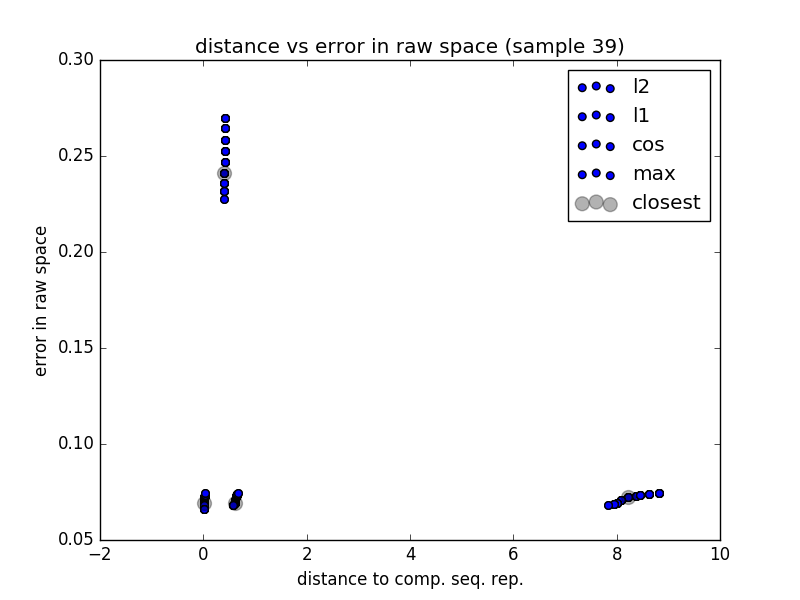 distance vs error in raw space (sample 39)
0.30
0.25
0.20
0.15
0.10
0.05
error in raw space
l2
l1
cos
max
closest
−2
0
2
4
6
8
10
distance to comp. seq. rep.